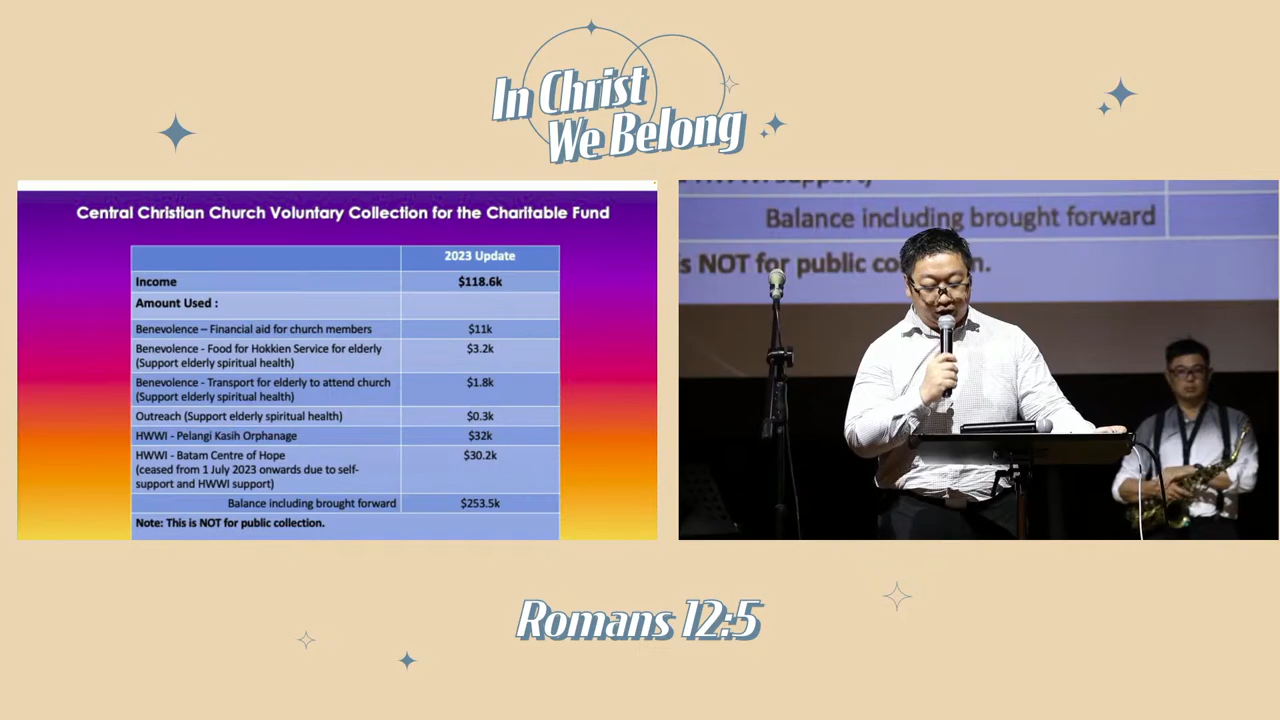 In Christ
We Belong
Central Christian Church Voluntary Collection for the Charitable Fund
2023 Update
Income $118.6k
Amount Used :
Benevolence – Financial aid for church members $11k
Benevolence - Food for Hokkien Service for elderly $3.2k
(Support elderly spiritual health)
Benevolence - Transport for elderly to attend church $1.8k
(Support elderly spiritual health)
Outreach (Support elderly spiritual health) $0.3k
HWWI - Pelangi Kasih Orphanage $32k
HWWI - Batam Centre of Hope $30.2k
(ceased from 1 July 2023 onwards due to self-
support and HWWI support)
Balance including brought forward $253.5k
Note: This is NOT for public collection.
support)
Balance including brought forward
s NOT for public co n.
Romans 12:5